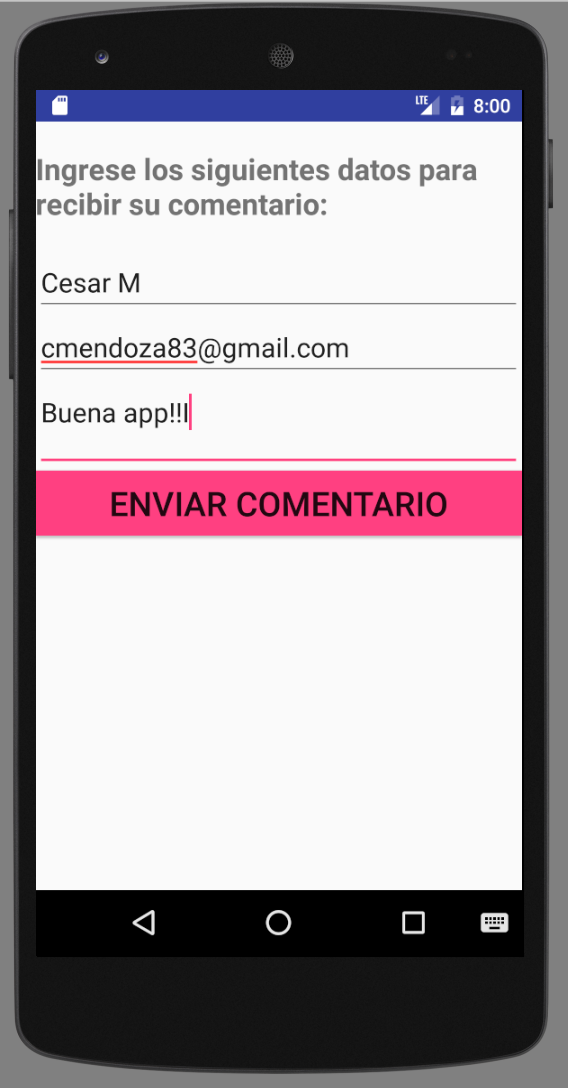 LTE 8:00
Ingrese los siguientes datos para
recibir su comentario:
Cesar M
cmendoza83@gmail.com
Buena app!!!
ENVIAR COMENTARIO